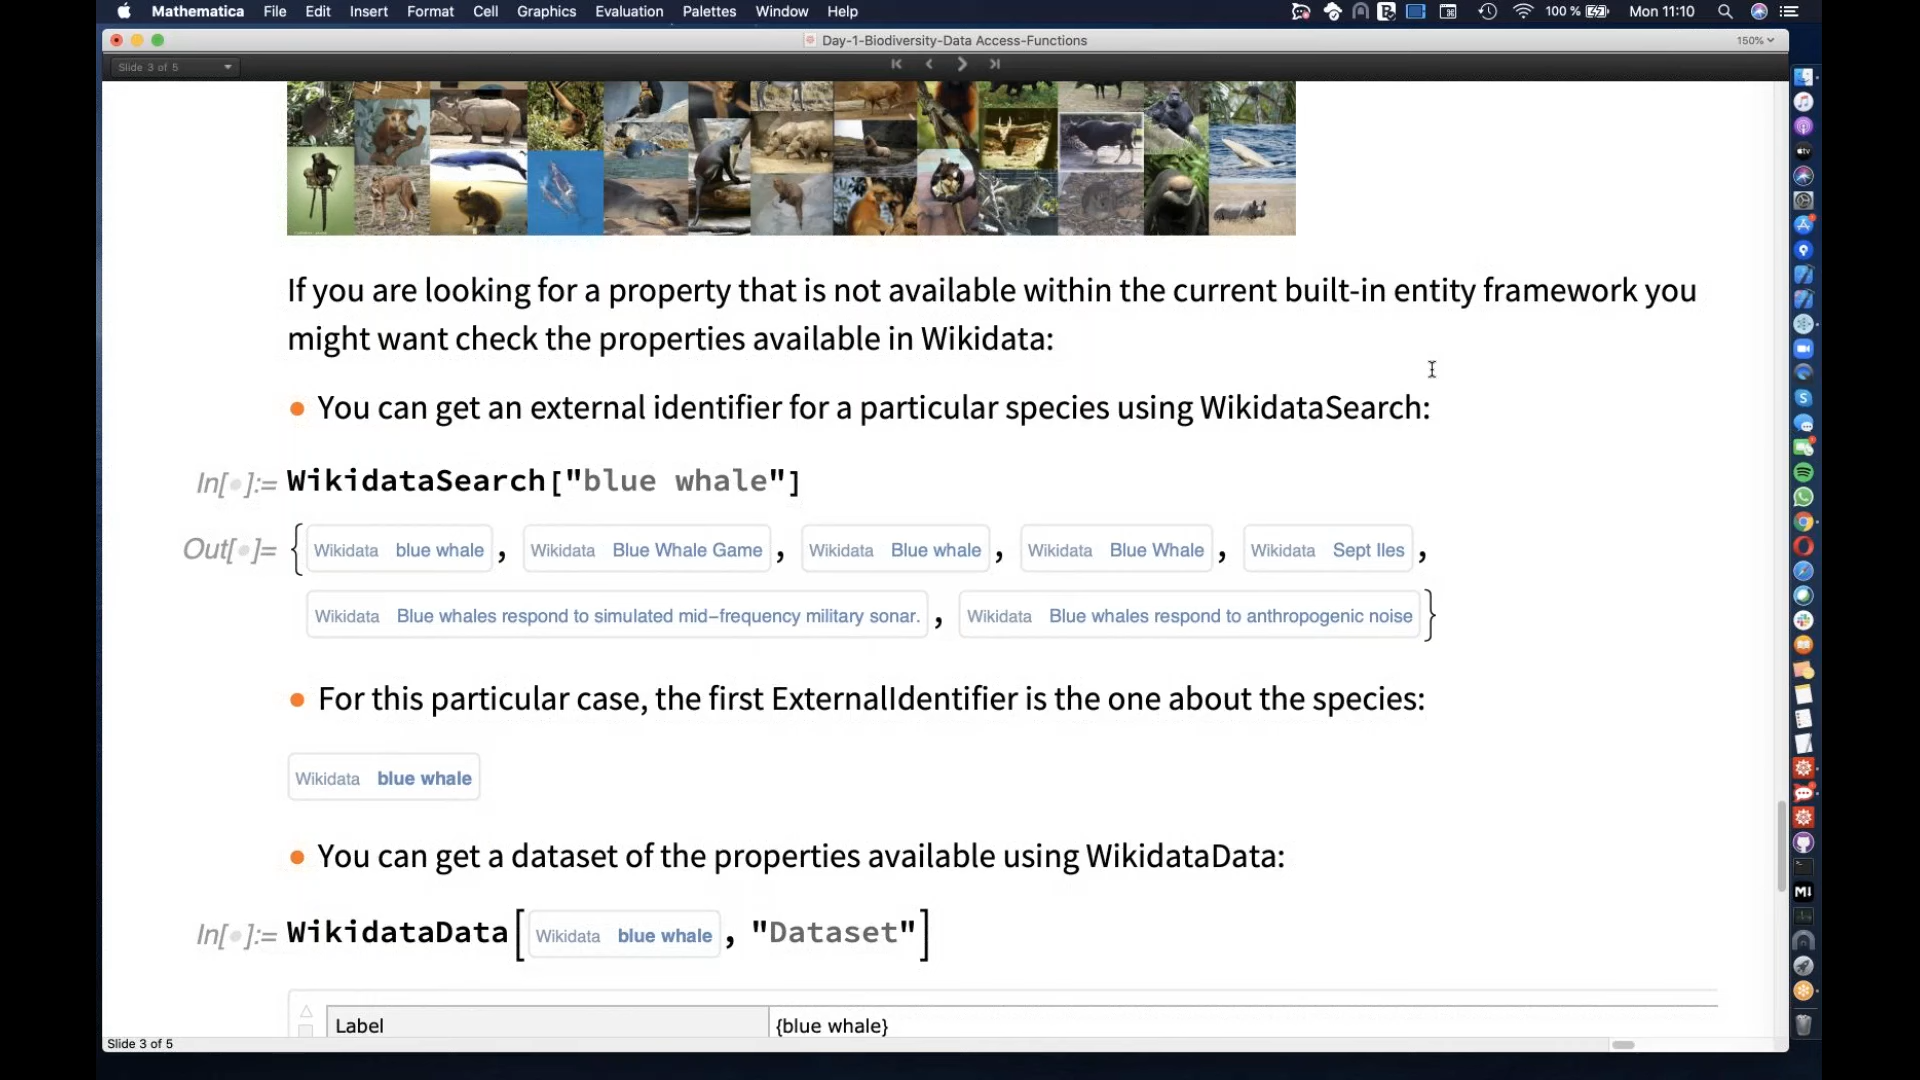 Mathematica File Edit Insert Format Cell Graphics Evaluation Palettes Window Help 100 % Mon 11:10
Day-1-Biodiversity-Data Access-Functions 150%
Slide 3 of 5
If you are looking for a property that is not available within the current built-in entity framework you
might want check the properties available in Wikidata:
You can get an external identifier for a particular species using WikidataSearch:
In[•]:= WikidataSearch["blue whale"]
Out[•]= {Wikidata blue whale, Wikidata Blue Whale Game, Wikidata Blue whale, Wikidata Blue Whale, Wikidata Sept Iles,
Wikidata Blue whales respond to simulated mid–frequency military sonar., Wikidata Blue whales respond to anthropogenic noise}
For this particular case, the first ExternalIdentifier is the one about the species:
Wikidata blue whale
You can get a dataset of the properties available using WikidataData:
In[•]:= WikidataData[Wikidata blue whale, "Dataset"]
Label {blue whale}
Slide 3 of 5